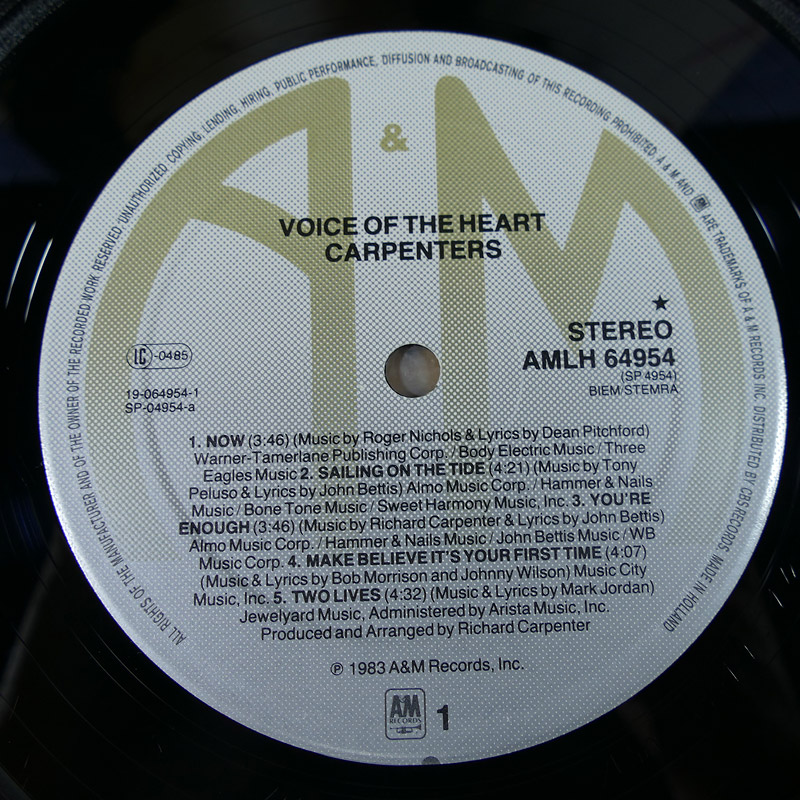 ALL RIGHTS OF THE MANUFACTURER AND OF THE OWNER OF THE RECORDED WORK RESERVED·UNAUTHORIZED COPYING, LENDING, HIRING, PUBLIC PERFORMANCE, DIFFUSION AND BROADCASTING OF THIS RECORDING PROHIBITED. A & M AND AM ARE TRADEMARKS OF A & M RECORDS INC. DISTRIBUTED BY CBS RECORDS. MADE IN HOLLAND
A & M
VOICE OF THE HEART
CARPENTERS
★
STEREO
AMLH 64954
(SP 4954)
BIEM/STEMRA
LC-0485
19-064954-1
SP-04954-a
1. NOW (3:46) (Music by Roger Nichols & Lyrics by Dean Pitchford)
Warner-Tamerlane Publishing Corp. / Body Electric Music / Three
Eagles Music 2. SAILING ON THE TIDE (4:21) (Music by Tony
Peluso & Lyrics by John Bettis) Almo Music Corp. / Hammer & Nails
Music / Bone Tone Music / Sweet Harmony Music, Inc. 3. YOU'RE
ENOUGH (3:46) (Music by Richard Carpenter & Lyrics by John Bettis)
Almo Music Corp. / Hammer & Nails Music / John Bettis Music / WB
Music Corp. 4. MAKE BELIEVE IT'S YOUR FIRST TIME (4:07)
(Music & Lyrics by Bob Morrison and Johnny Wilson) Music City
Music, Inc. 5. TWO LIVES (4:32) (Music & Lyrics by Mark Jordan)
Jewelyard Music, Administered by Arista Music, Inc.
Produced and Arranged by Richard Carpenter
℗ 1983 A&M Records, Inc.
AM
RECORDS
1